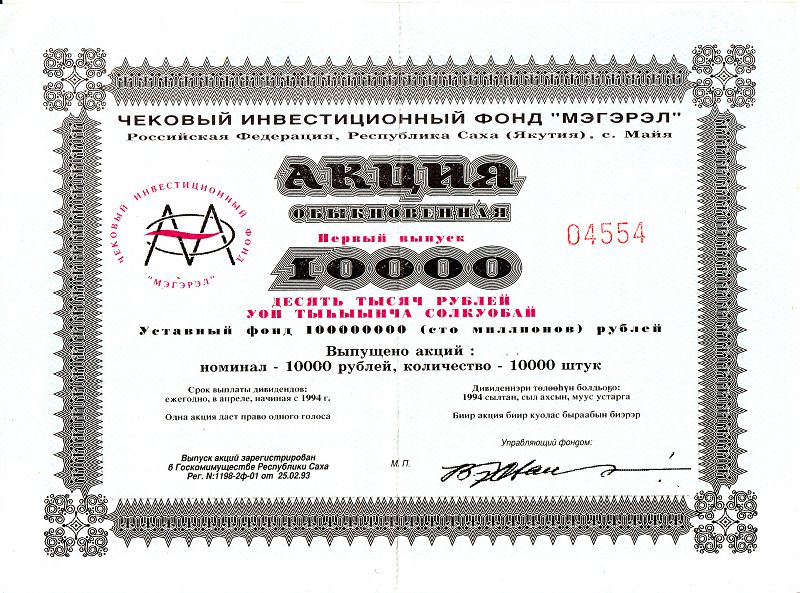 ЧЕКОВЫЙ ИНВЕСТИЦИОННЫЙ ФОНД "МЭГЭРЭЛ"
Российская Федерация, Республика Саха (Якутия), с. Майя
АКЦИЯ
ОБЫКНОВЕННАЯ
ЧЕКОВЫЙ ИНВЕСТИЦИОННЫЙ ФОНД
"МЭГЭРЭЛ"
Первый выпуск
04554
10000
ДЕСЯТЬ ТЫСЯЧ РУБЛЕЙ
УОН ТЫҺЫЫНЧА СОЛКУОБАЙ
Уставный фонд 100000000 (сто миллионов) рублей
Выпущено акций :
номинал - 10000 рублей, количество - 10000 штук
Срок выплаты дивидендов:
ежегодно, в апреле, начиная с 1994 г.
Одна акция дает право одного голоса
Дивиденнэри төлөөһүн болдьоҕо:
1994 сылтан, сыл ахсын, муус устарга
Биир акция биир куолас быраабын биэрэр
Выпуск акций зарегистрирован
в Госкомимуществе Республики Саха
Рег. N:1198-2ф-01 от 25.02.93
М. П.
Управляющий фондом: